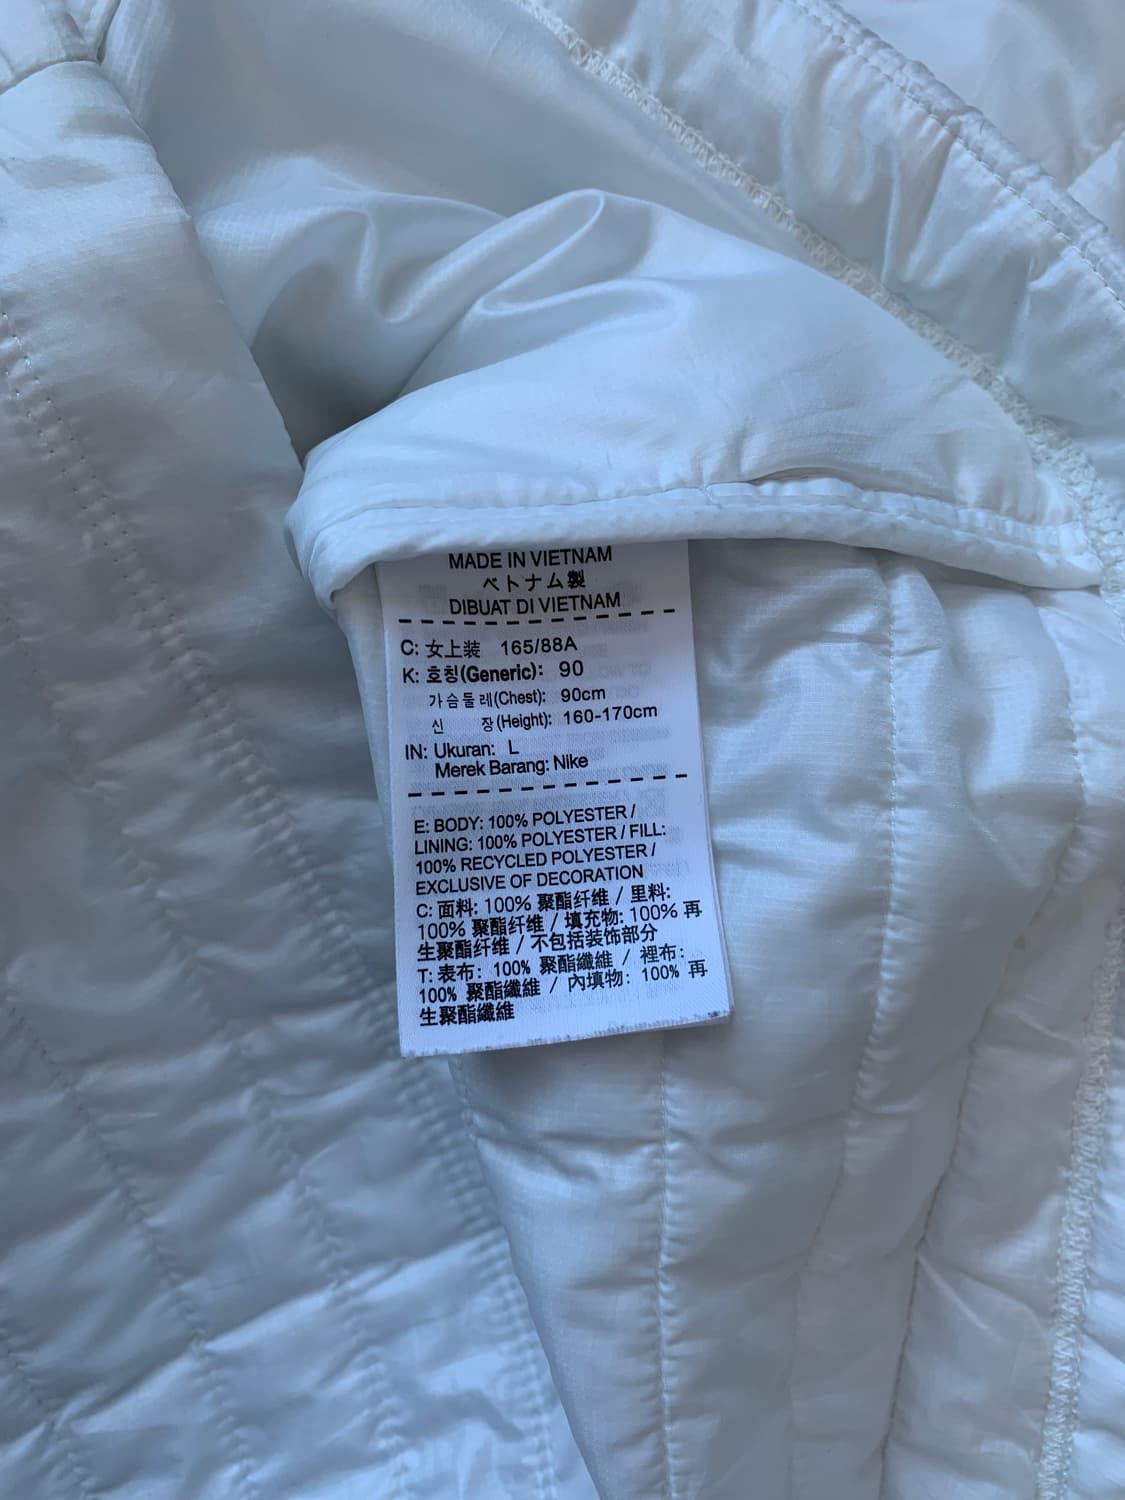 MADE IN VIETNAM
ベトナム製
DIBUAT DI VIETNAM
C: 女上装 165/88A
K: 호칭(Generic): 90
가슴둘레(Chest): 90cm
신 장(Height): 160-170cm
IN: Ukuran: L
Merek Barang: Nike
E: BODY: 100% POLYESTER /
LINING: 100% POLYESTER / FILL:
100% RECYCLED POLYESTER /
EXCLUSIVE OF DECORATION
C: 面料: 100% 聚酯纤维 / 里料:
100% 聚酯纤维 / 填充物: 100% 再
生聚酯纤维 / 不包括装饰部分
T: 表布: 100% 聚酯纖維 / 裡布:
100% 聚酯纖維 / 內填物: 100% 再
生聚酯纖維